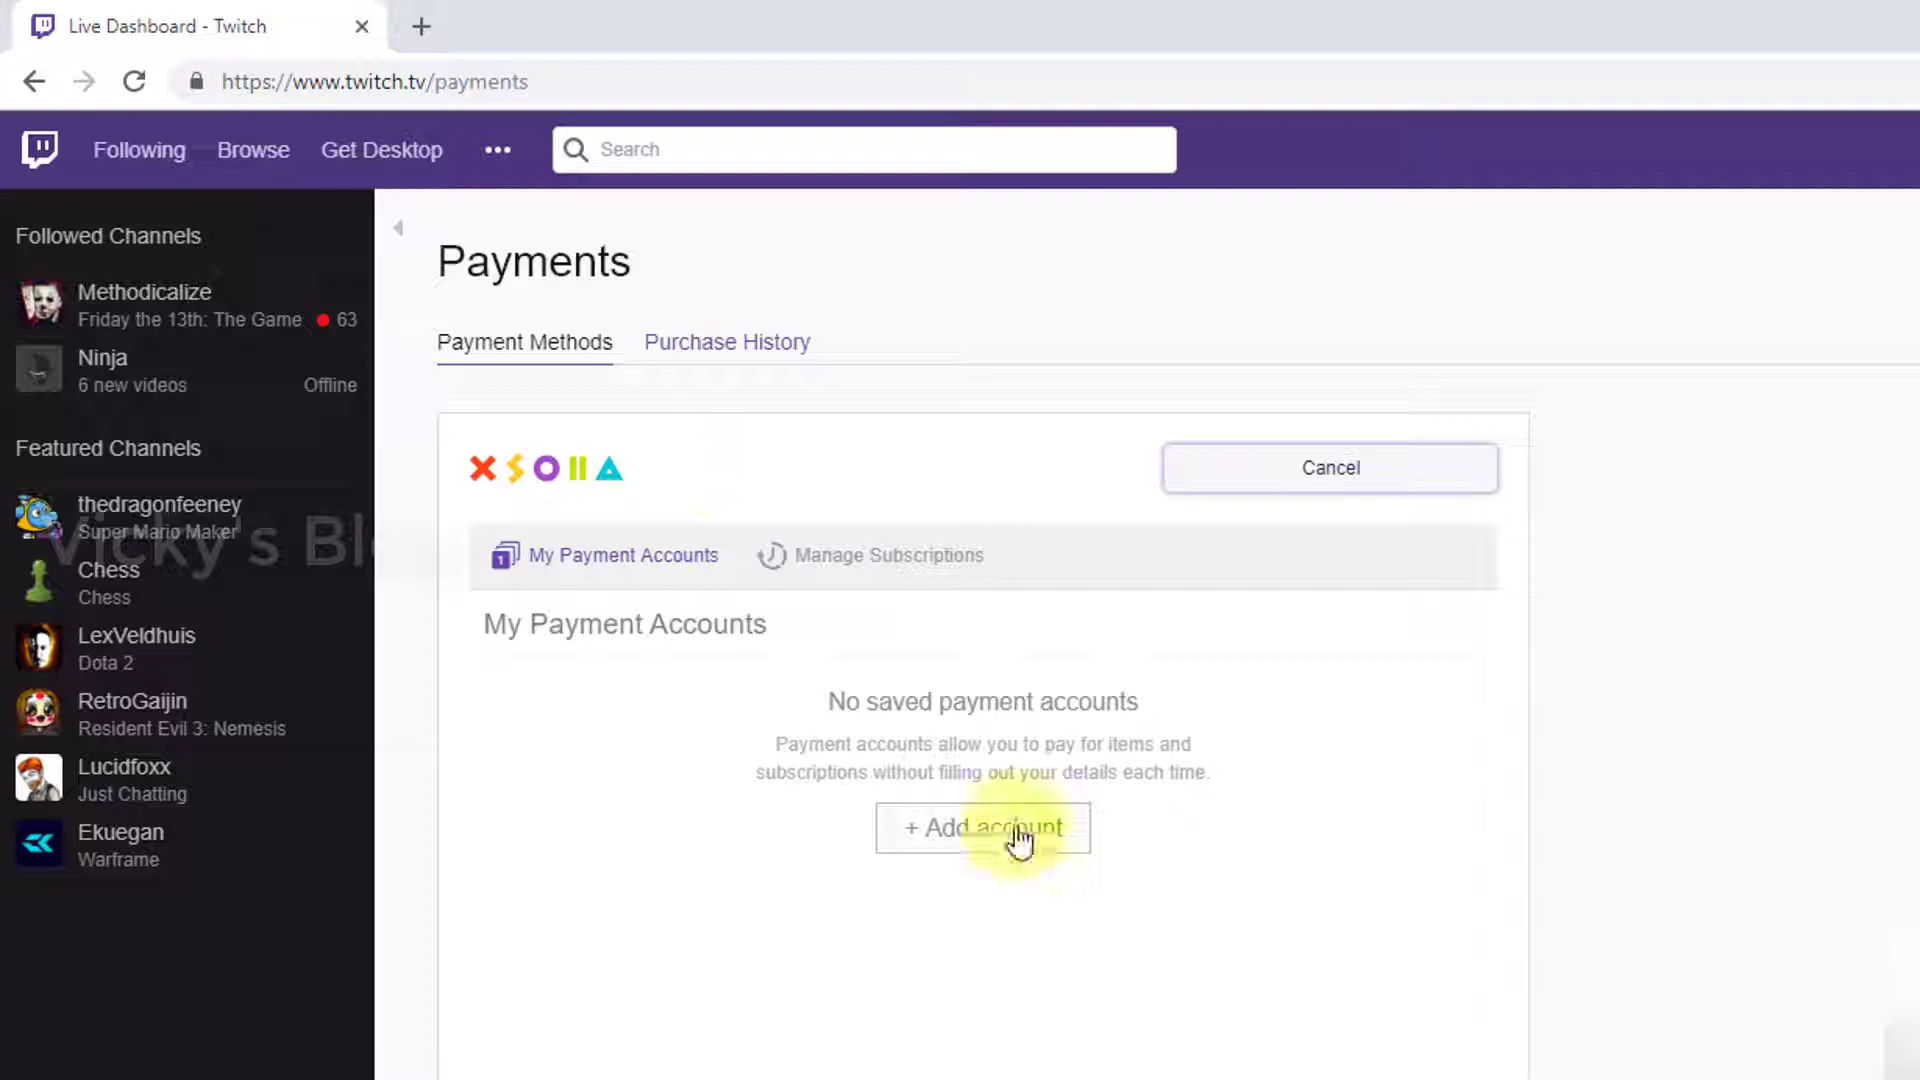 Live Dashboard - Twitch
https://www.twitch.tv/payments
Following Browse Get Desktop ••• Search
Followed Channels
Methodicalize
Friday the 13th: The Game 63
Ninja
6 new videos Offline
Featured Channels
thedragonfeeney
Super Mario Maker
Chess
Chess
LexVeldhuis
Dota 2
RetroGaijin
Resident Evil 3: Nemesis
Lucidfoxx
Just Chatting
Ekuegan
Warframe
Vicky's Bl
Payments
Payment Methods Purchase History
XSOLLA
Cancel
1 My Payment Accounts Manage Subscriptions
My Payment Accounts
No saved payment accounts
Payment accounts allow you to pay for items and
subscriptions without filling out your details each time.
+ Add account